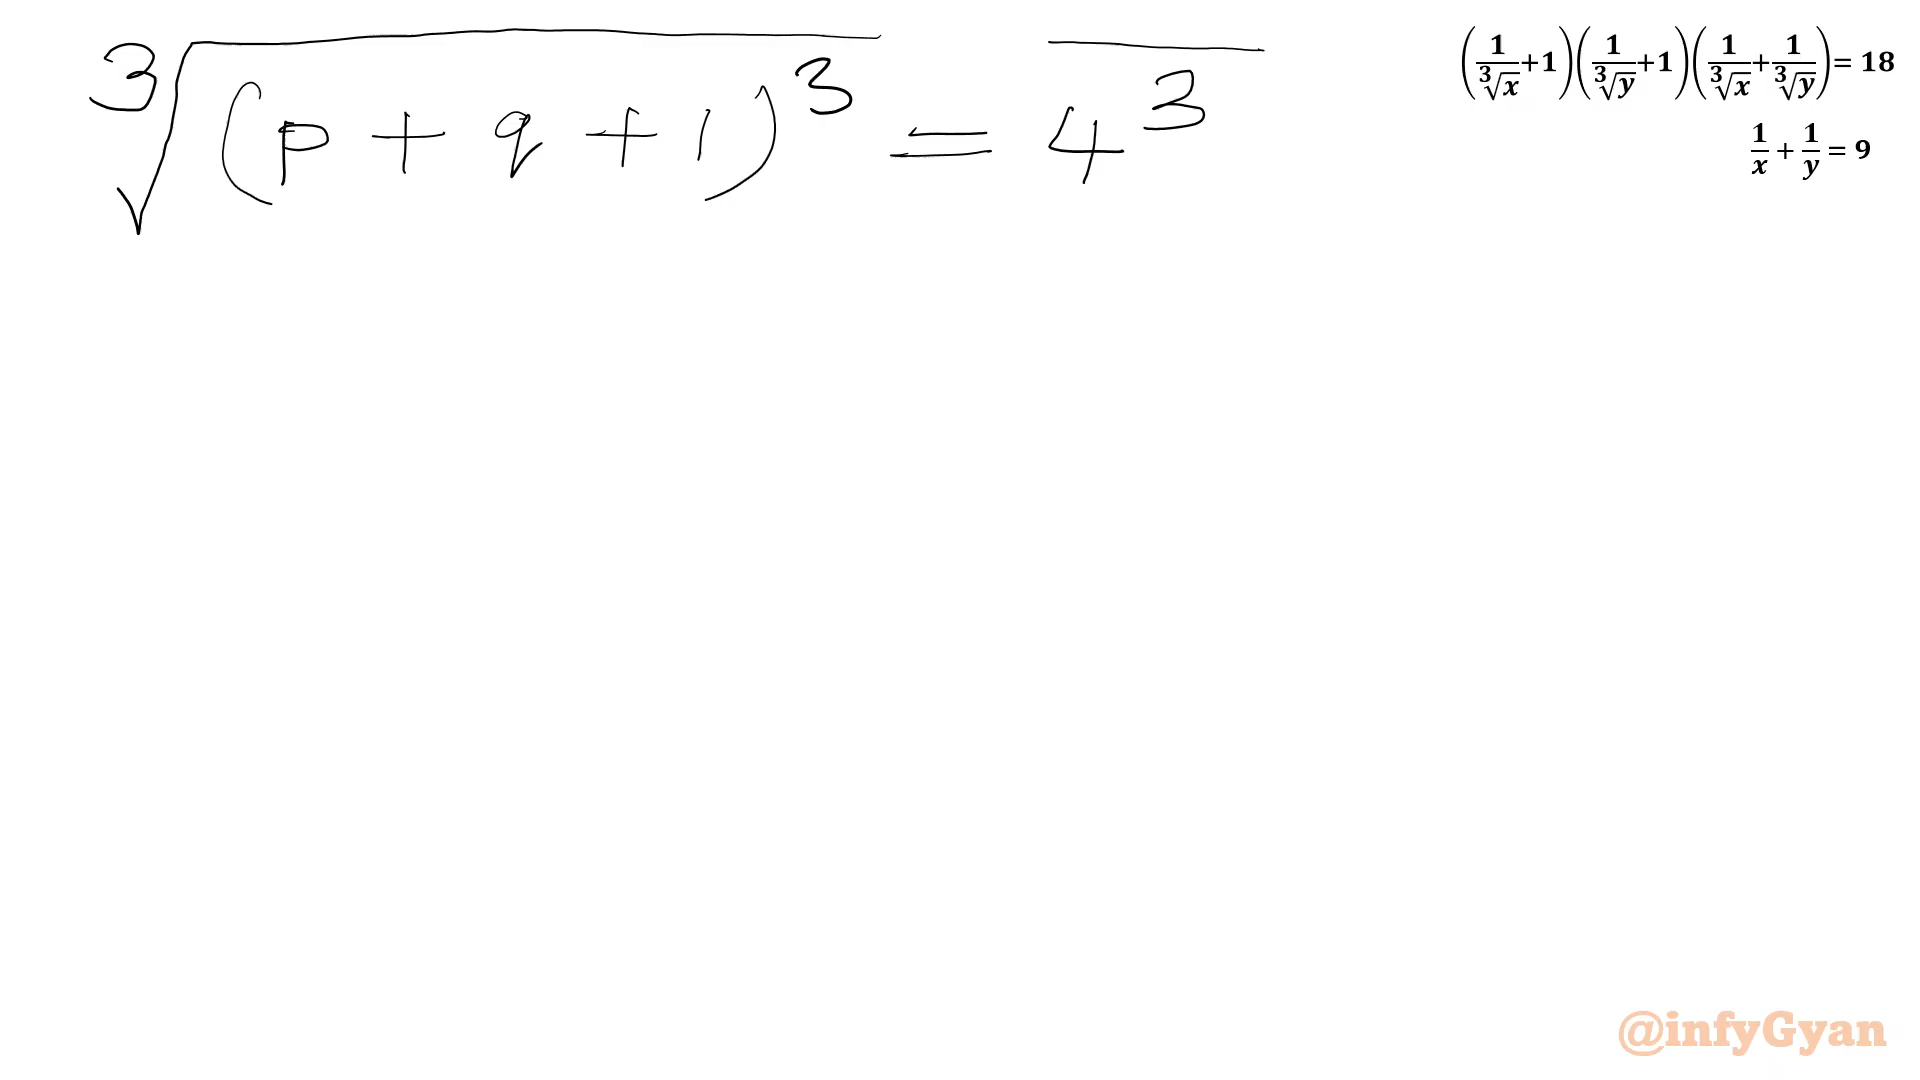 ∛(p + q + 1)³ = 4³
(1/∛x+1)(1/∛y+1)(1/∛x+1/∛y)= 18
1/x + 1/y = 9
@infyGyan